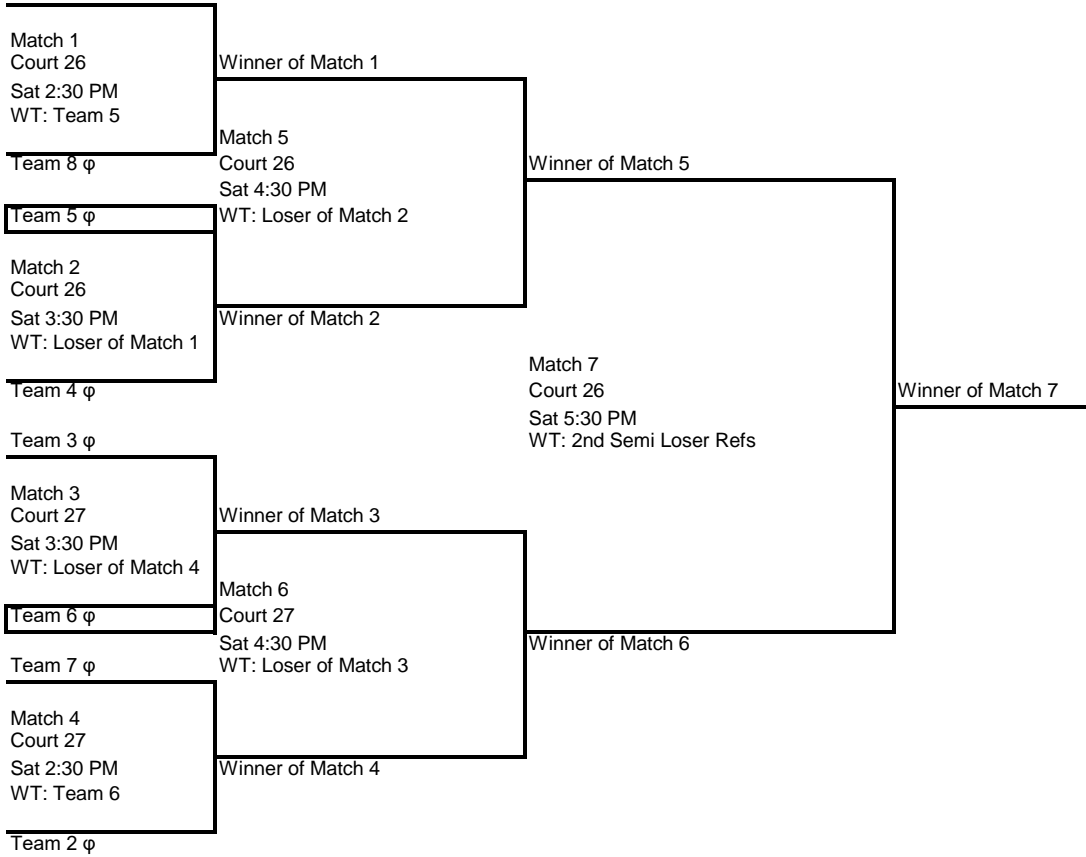 Match 1
Court 26
Sat 2:30 PM
WT: Team 5
Team 8 φ
Team 5 φ
Match 2
Court 26
Sat 3:30 PM
WT: Loser of Match 1
Team 4 φ
Team 3 φ
Match 3
Court 27
Sat 3:30 PM
WT: Loser of Match 4
Team 6 φ
Team 7 φ
Match 4
Court 27
Sat 2:30 PM
WT: Team 6
Team 2 φ
Winner of Match 1
Match 5
Court 26
Sat 4:30 PM
WT: Loser of Match 2
Winner of Match 2
Winner of Match 3
Match 6
Court 27
Sat 4:30 PM
WT: Loser of Match 3
Winner of Match 4
Winner of Match 5
Match 7
Court 26
Sat 5:30 PM
WT: 2nd Semi Loser Refs
Winner of Match 6
Winner of Match 7